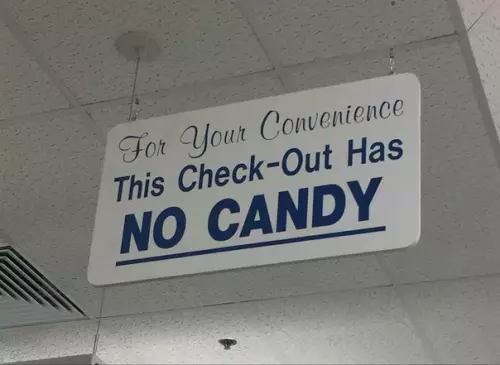 For Your Convenience
This Check-Out Has
NO CANDY